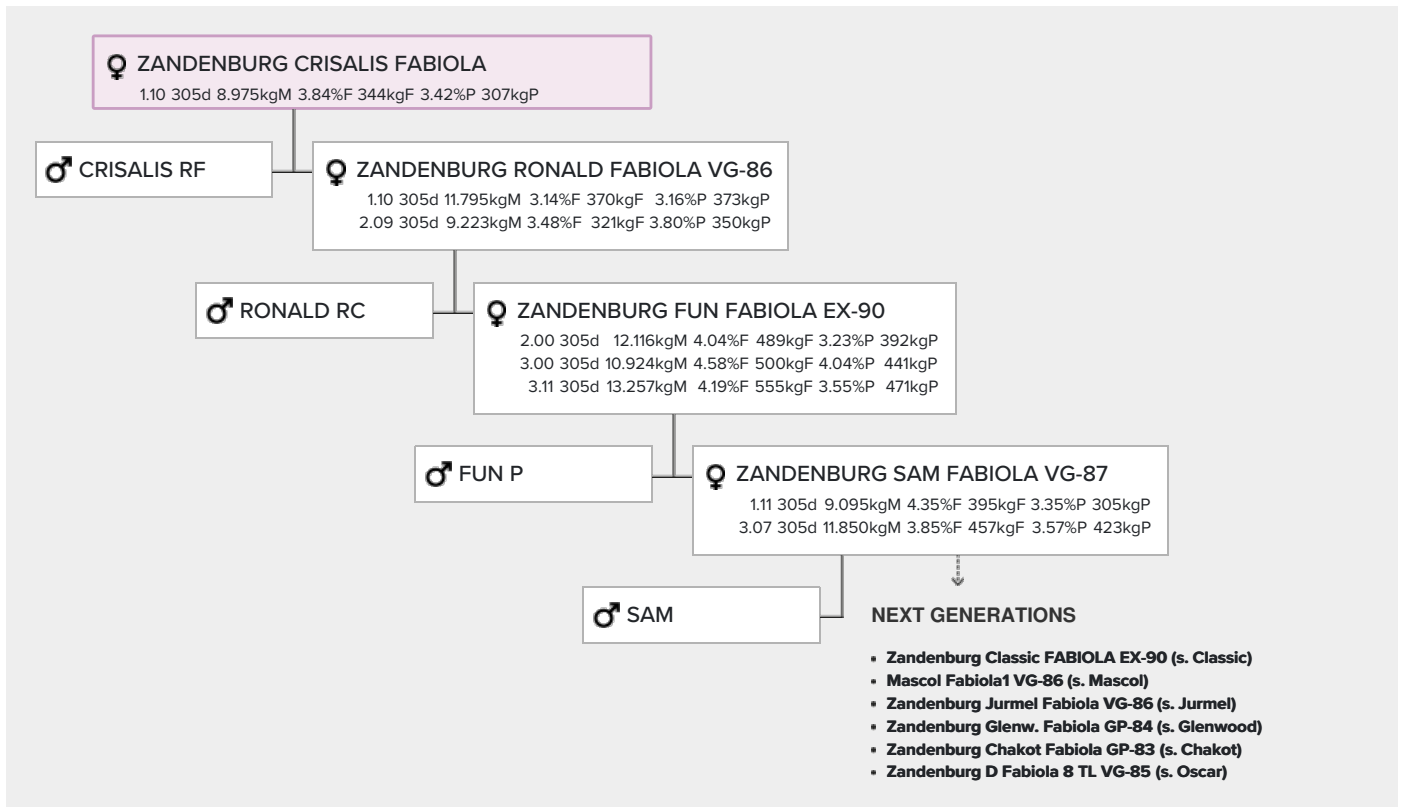 ZANDENBURG CRISALIS FABIOLA
1.10 305d 8.975kgM 3.84%F 344kgF 3.42%P 307kgP
CRISALIS RF
ZANDENBURG RONALD FABIOLA VG-86
1.10 305d 11.795kgM 3.14%F 370kgF 3.16%P 373kgP
2.09 305d 9.223kgM 3.48%F 321kgF 3.80%P 350kgP
RONALD RC
ZANDENBURG FUN FABIOLA EX-90
2.00 305d 12.116kgM 4.04%F 489kgF 3.23%P 392kgP
3.00 305d 10.924kgM 4.58%F 500kgF 4.04%P 441kgP
3.11 305d 13.257kgM 4.19%F 555kgF 3.55%P 471kgP
FUN P
ZANDENBURG SAM FABIOLA VG-87
1.11 305d 9.095kgM 4.35%F 395kgF 3.35%P 305kgP
3.07 305d 11.850kgM 3.85%F 457kgF 3.57%P 423kgP
SAM
NEXT GENERATIONS
Zandenburg Classic FABIOLA EX-90 (s. Classic)
Mascol Fabiola1 VG-86 (s. Mascol)
Zandenburg Jurmel Fabiola VG-86 (s. Jurmel)
Zandenburg Glenw. Fabiola GP-84 (s. Glenwood)
Zandenburg Chakot Fabiola GP-83 (s. Chakot)
Zandenburg D Fabiola 8 TL VG-85 (s. Oscar)